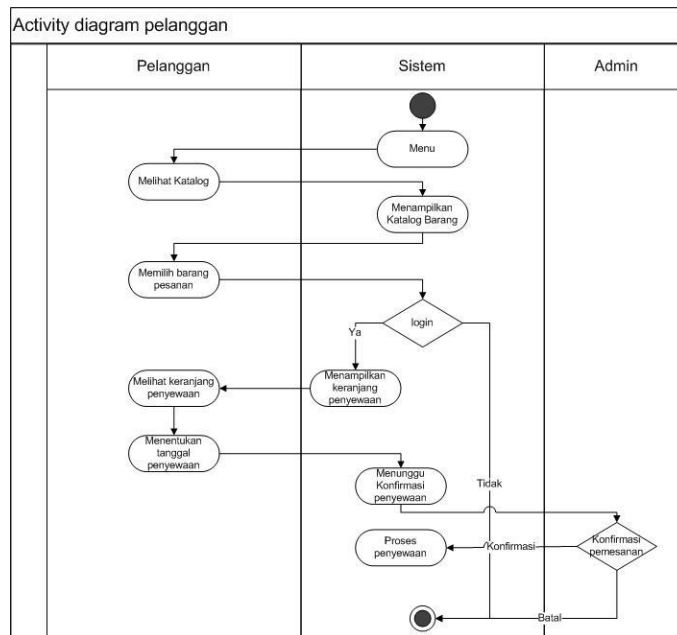 Activity diagram pelanggan
Pelanggan
Sistem
Admin
Menu
Melihat Katalog
Menampilkan
Katalog Barang
Memilih barang
pesanan
login
Ya
Melihat keranjang
penyewaan
Menampilkan
keranjang
penyewaan
Menentukan
tanggal
penyewaan
Menunggu
Konfirmasi
penyewaan
Tidak
Proses
penyewaan
Konfirmasi
Konfirmasi
pemesanan
Batal